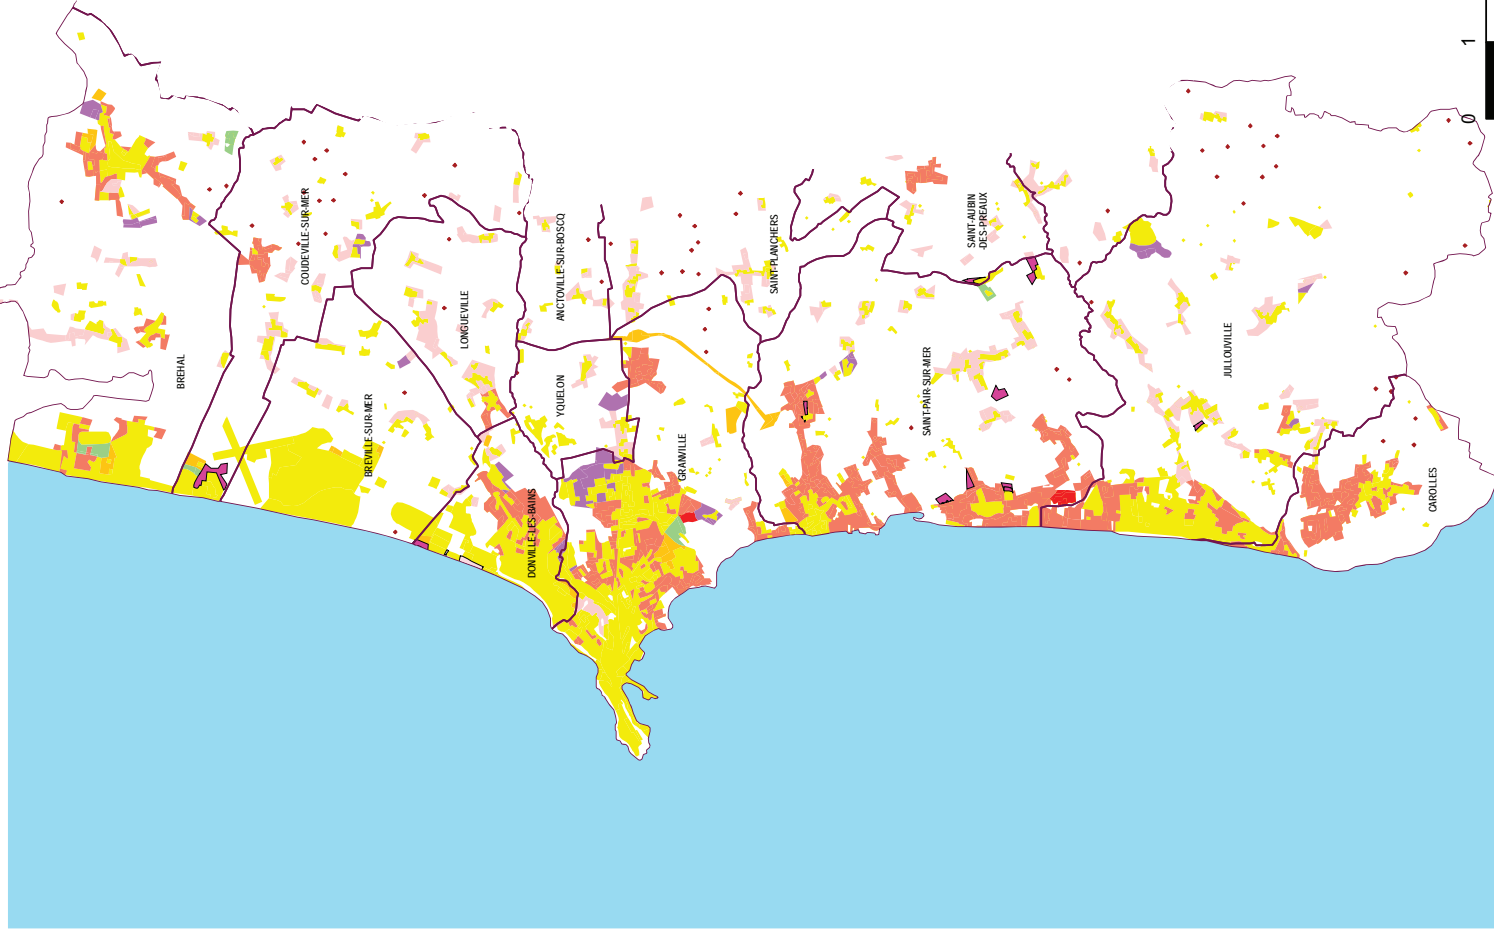 BREHAL
COUDEVILLE-SUR-MER
BREVILLE-SUR-MER
LONGUEVILLE
DONVILLE-LES-BAINS
ANCTOVILLE-SUR-BOSCQ
YQUELON
GRANVILLE
SAINT-PLANCHERS
SAINT-PAIR-SUR-MER
SAINT-AUBIN
-DES-PREAUX
JULLOUVILLE
CAROLLES
0
1